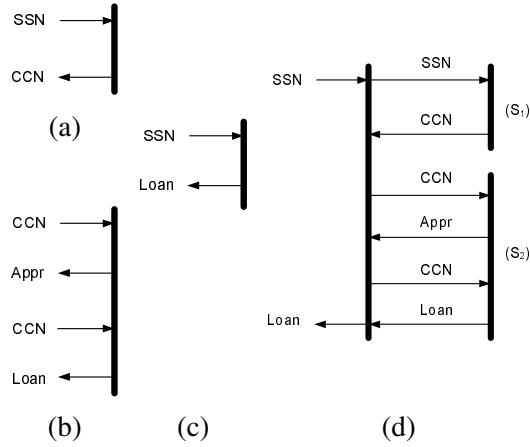 SSN
CCN
(a)
CCN
Appr
CCN
Loan
(b)
SSN
Loan
(c)
SSN
SSN
CCN
(S1)
CCN
Appr
CCN
(S2)
Loan
Loan
(d)